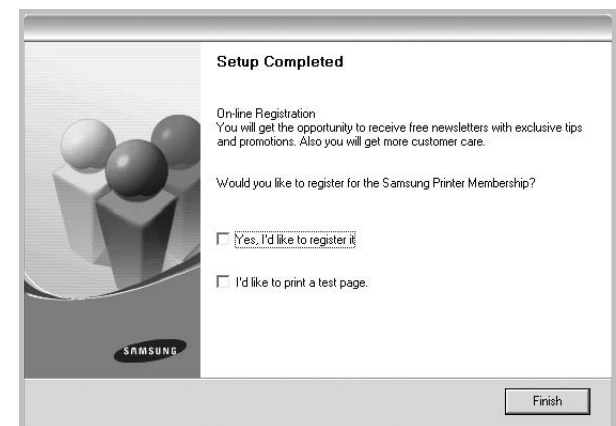 Setup Completed
On-line Registration
You will get the opportunity to receive free newsletters with exclusive tips
and promotions. Also you will get more customer care.
Would you like to register for the Samsung Printer Membership?
Yes, I'd like to register it
I'd like to print a test page.
SAMSUNG
Finish